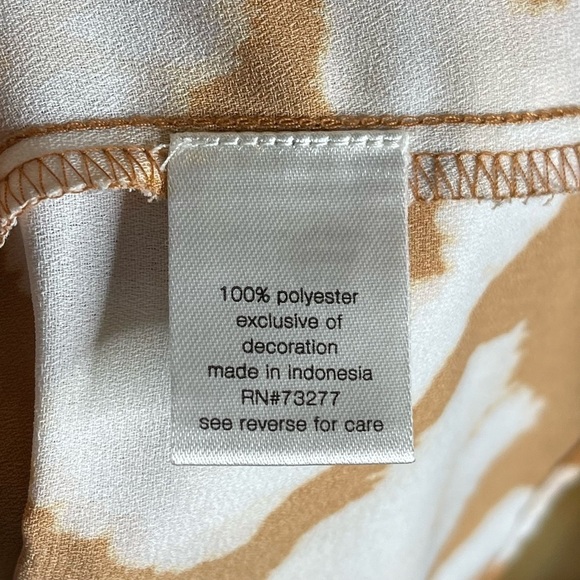 100% polyester
exclusive of
decoration
made in indonesia
RN#73277
see reverse for care